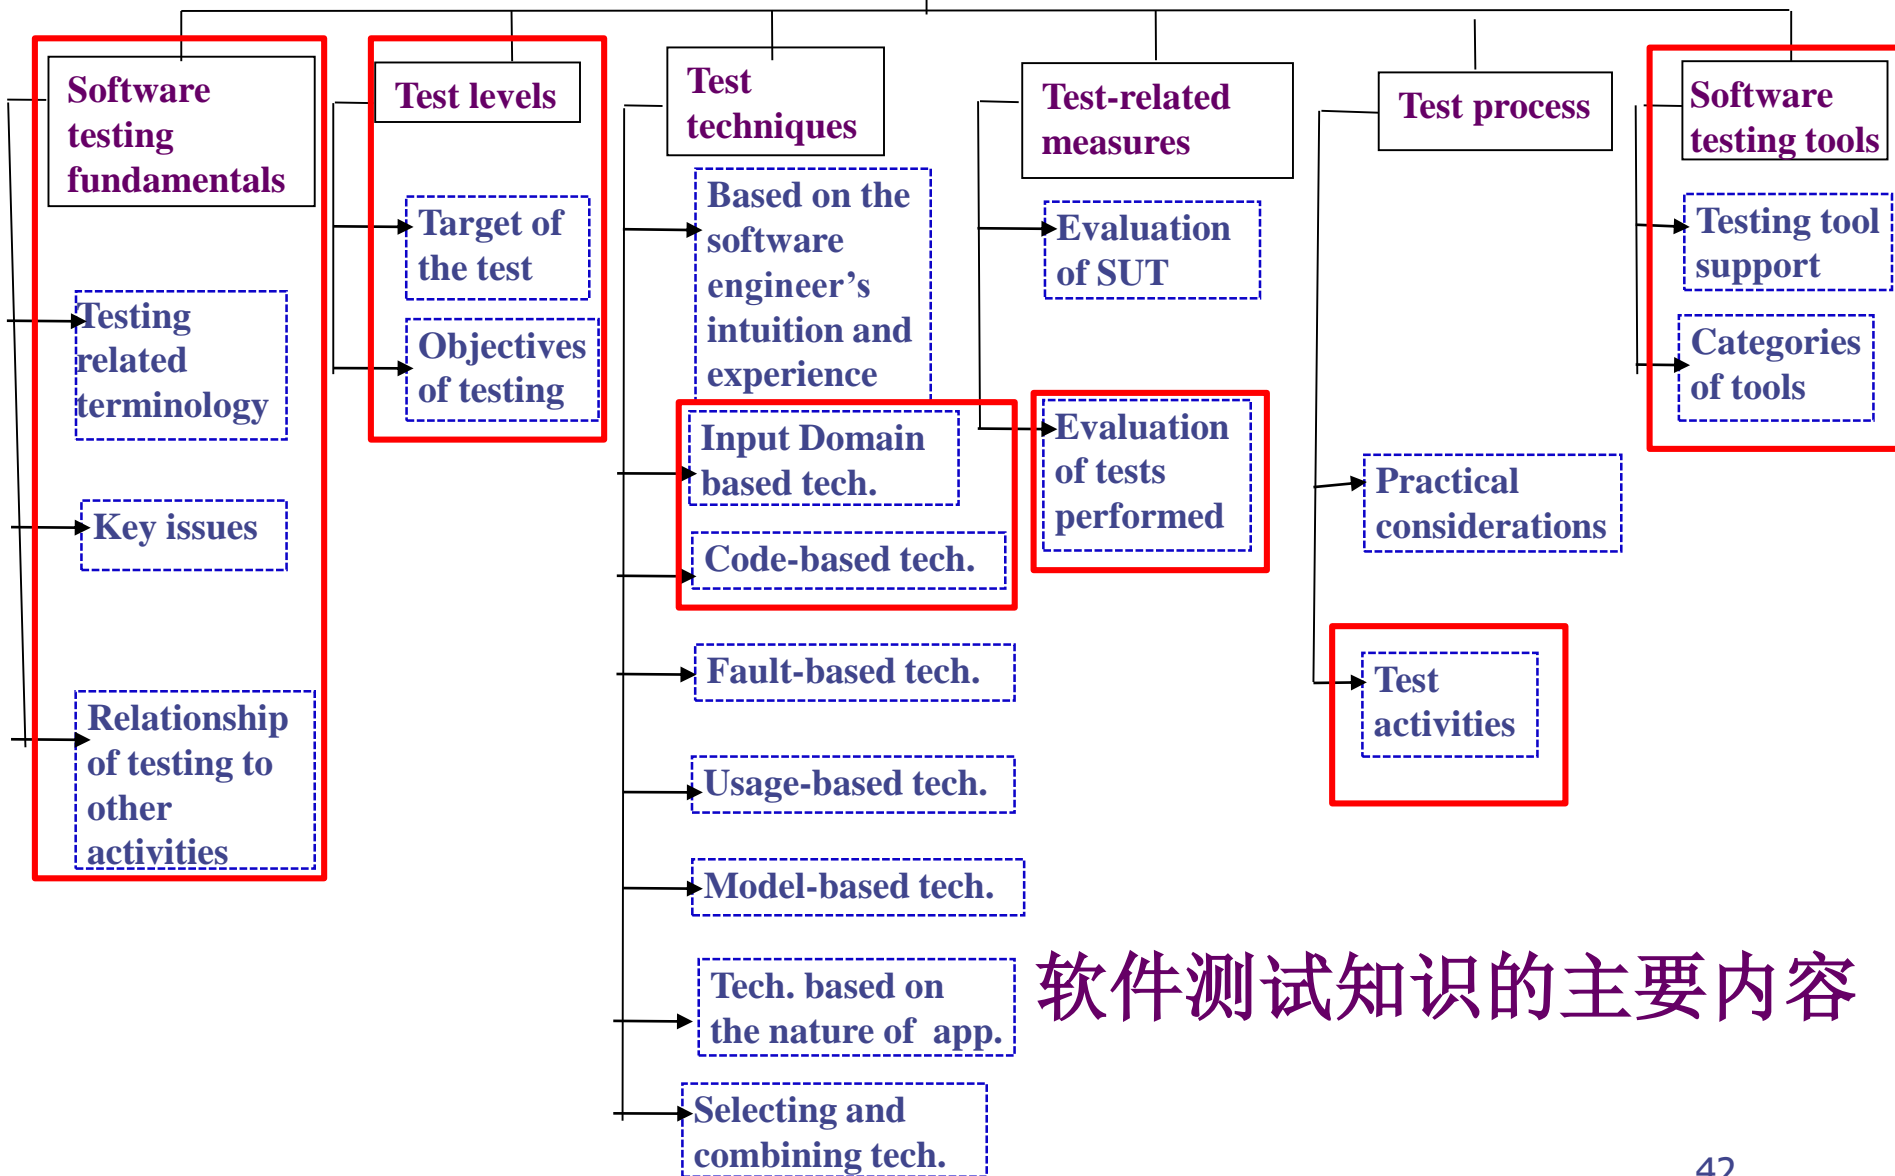 Software
testing
fundamentals
Testing
related
terminology
Key issues
Relationship
of testing to
other
activities
Test levels
Target of
the test
Objectives
of testing
Test
techniques
Based on the
software
engineer’s
intuition and
experience
Input Domain
based tech.
Code-based tech.
Fault-based tech.
Usage-based tech.
Model-based tech.
Tech. based on
the nature of app.
Selecting and
combining tech.
Test-related
measures
Evaluation
of SUT
Evaluation
of tests
performed
Test process
Practical
considerations
Test
activities
Software
testing tools
Testing tool
support
Categories
of tools
软件测试知识的主要内容
42